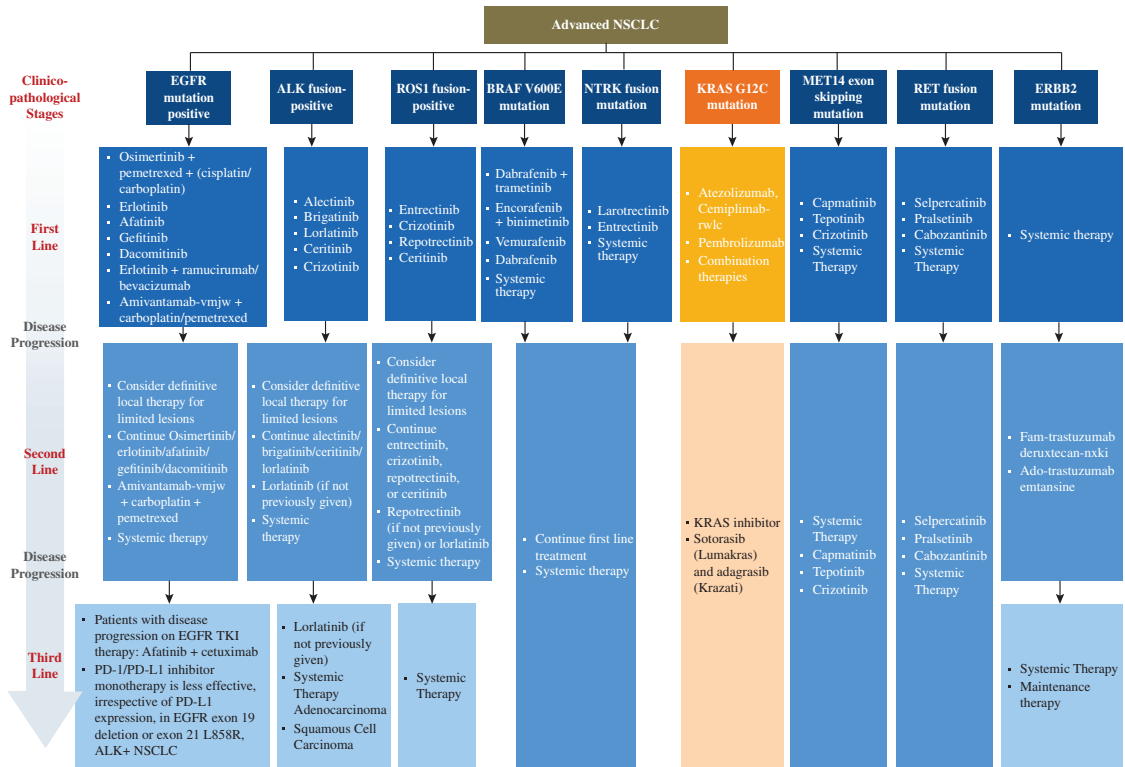 Advanced NSCLC
Clinico-
pathological
Stages
EGFR
mutation
positive
ALK fusion-
positive
ROS1 fusion-
positive
BRAF V600E
mutation
NTRK fusion
mutation
KRAS G12C
mutation
MET14 exon
skipping
mutation
RET fusion
mutation
ERBB2
mutation
First
Line
▪ Osimertinib +
pemetrexed + (cisplatin/
carboplatin)
▪ Erlotinib
▪ Afatinib
▪ Gefitinib
▪ Dacomitinib
▪ Erlotinib + ramucirumab/
bevacizumab
▪ Amivantamab-vmjw +
carboplatin/pemetrexed
▪ Alectinib
▪ Brigatinib
▪ Lorlatinib
▪ Ceritinib
▪ Crizotinib
▪ Entrectinib
▪ Crizotinib
▪ Repotrectinib
▪ Ceritinib
▪ Dabrafenib +
trametinib
▪ Encorafenib
+ binimetinib
▪ Vemurafenib
▪ Dabrafenib
▪ Systemic
therapy
▪ Larotrectinib
▪ Entrectinib
▪ Systemic
therapy
▪ Atezolizumab,
Cemiplimab-
rwlc
▪ Pembrolizumab
▪ Combination
therapies
▪ Capmatinib
▪ Tepotinib
▪ Crizotinib
▪ Systemic
Therapy
▪ Selpercatinib
▪ Pralsetinib
▪ Cabozantinib
▪ Systemic
Therapy
▪ Systemic therapy
Disease
Progression
Second
Line
▪ Consider definitive
local therapy for
limited lesions
▪ Continue Osimertinib/
erlotinib/afatinib/
gefitinib/dacomitinib
▪ Amivantamab-vmjw
+ carboplatin +
pemetrexed
▪ Systemic therapy
▪ Consider definitive
local therapy for
limited lesions
▪ Continue alectinib/
brigatinib/ceritinib/
lorlatinib
▪ Lorlatinib (if not
previously given)
▪ Systemic
therapy
▪ Consider
definitive local
therapy for
limited lesions
▪ Continue
entrectinib,
crizotinib,
repotrectinib,
or ceritinib
▪ Repotrectinib
(if not previously
given) or lorlatinib
▪ Systemic therapy
▪ Continue first line
treatment
▪ Systemic therapy
▪ KRAS inhibitor
▪ Sotorasib
(Lumakras)
and adagrasib
(Krazati)
▪ Systemic
Therapy
▪ Capmatinib
▪ Tepotinib
▪ Crizotinib
▪ Selpercatinib
▪ Pralsetinib
▪ Cabozantinib
▪ Systemic
Therapy
▪ Fam-trastuzumab
deruxtecan-nxki
▪ Ado-trastuzumab
emtansine
Disease
Progression
Third
Line
▪ Patients with disease
progression on EGFR TKI
therapy: Afatinib + cetuximab
▪ PD-1/PD-L1 inhibitor
monotherapy is less effective,
irrespective of PD-L1
expression, in EGFR exon 19
deletion or exon 21 L858R,
ALK+ NSCLC
▪ Lorlatinib (if
not previously
given)
▪ Systemic
Therapy
Adenocarcinoma
▪ Squamous Cell
Carcinoma
▪ Systemic
Therapy
▪ Systemic Therapy
▪ Maintenance
therapy